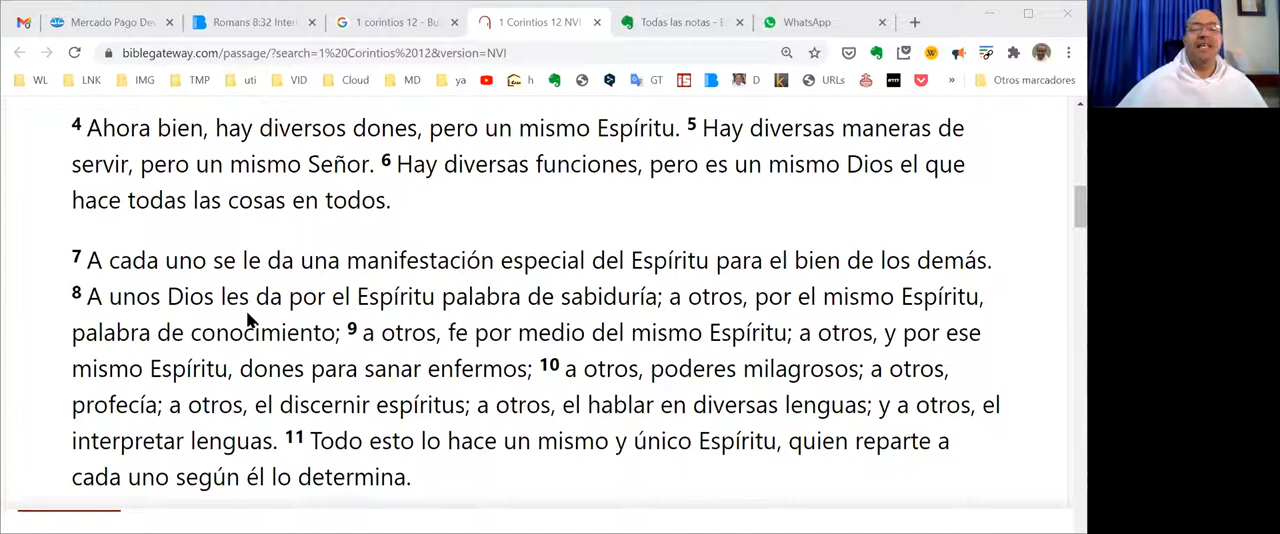 Mercado Pago De
Romans 8:32 Inter
1 corintios 12 - Bu
1 Corintios 12 NVI
Todas las notas - E
WhatsApp
biblegateway.com/passage/?search=1%20Corintios%2012&version=NVI
WL LNK IMG TMP uti VID Cloud MD ya h GT D URLs » Otros marcadores
4 Ahora bien, hay diversos dones, pero un mismo Espíritu. 5 Hay diversas maneras de
servir, pero un mismo Señor. 6 Hay diversas funciones, pero es un mismo Dios el que
hace todas las cosas en todos.
7 A cada uno se le da una manifestación especial del Espíritu para el bien de los demás.
8 A unos Dios les da por el Espíritu palabra de sabiduría; a otros, por el mismo Espíritu,
palabra de conocimiento; 9 a otros, fe por medio del mismo Espíritu; a otros, y por ese
mismo Espíritu, dones para sanar enfermos; 10 a otros, poderes milagrosos; a otros,
profecía; a otros, el discernir espíritus; a otros, el hablar en diversas lenguas; y a otros, el
interpretar lenguas. 11 Todo esto lo hace un mismo y único Espíritu, quien reparte a
cada uno según él lo determina.